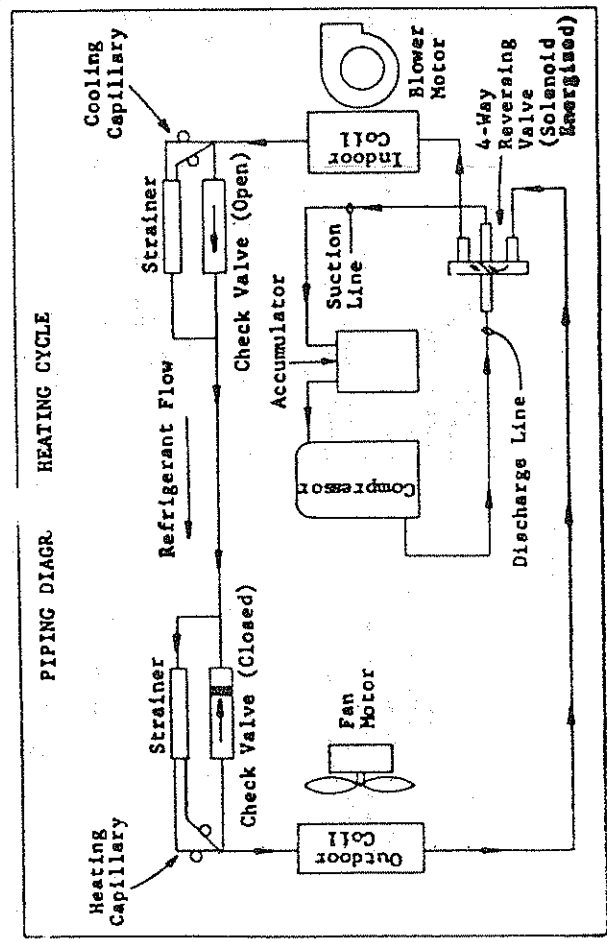 PIPING DIAGR. HEATING CYCLE
Heating
Capillary
Strainer
Check Valve (Closed)
Refrigerant Flow
Strainer
Check Valve (Open)
Cooling
Capillary
Outdoor
Coil
Fan
Motor
Compressor
Accumulator
Suction
Line
Indoor
Coil
Blower
Motor
Discharge Line
4-Way
Reversing
Valve
(Solenoid
Energized)